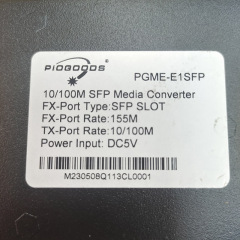 PIOGOODS
PGME-E1SFP
10/100M SFP Media Converter
FX-Port Type:SFP SLOT
FX-Port Rate:155M
TX-Port Rate:10/100M
Power Input: DC5V
M230508Q113CL0001